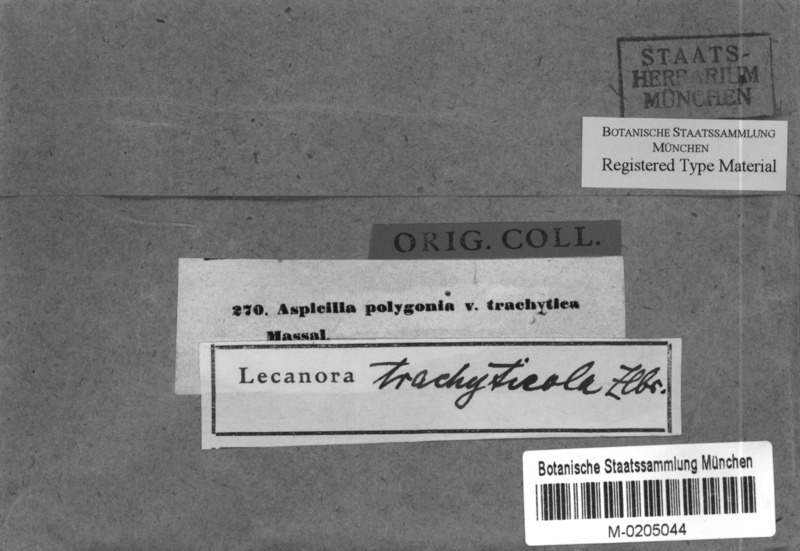 STAATS-
HERBARIUM
MÜNCHEN
BOTANISCHE STAATSSAMMLUNG
MÜNCHEN
Registered Type Material
ORIG. COLL.
270. Aspicilia polygonia v. trachytica
Massal.
Lecanora trachyticola Zlbr.
Botanische Staatssammlung München
M-0205044